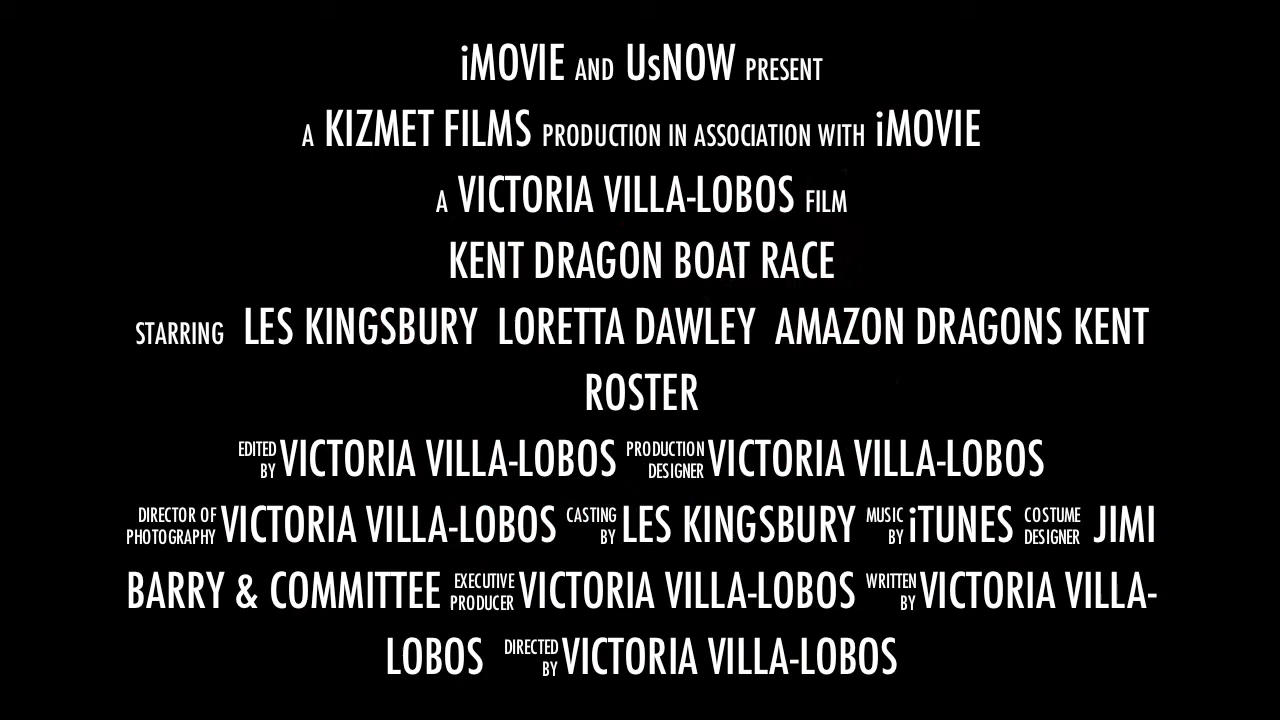 iMOVIE AND UsNOW PRESENT
A KIZMET FILMS PRODUCTION IN ASSOCIATION WITH iMOVIE
A VICTORIA VILLA-LOBOS FILM
KENT DRAGON BOAT RACE
STARRING LES KINGSBURY LORETTA DAWLEY AMAZON DRAGONS KENT
ROSTER
EDITED BY VICTORIA VILLA-LOBOS PRODUCTION DESIGNER VICTORIA VILLA-LOBOS
DIRECTOR OF PHOTOGRAPHY VICTORIA VILLA-LOBOS CASTING BY LES KINGSBURY MUSIC BY iTUNES COSTUME DESIGNER JIMI
BARRY & COMMITTEE EXECUTIVE PRODUCER VICTORIA VILLA-LOBOS WRITTEN BY VICTORIA VILLA-
LOBOS DIRECTED BY VICTORIA VILLA-LOBOS